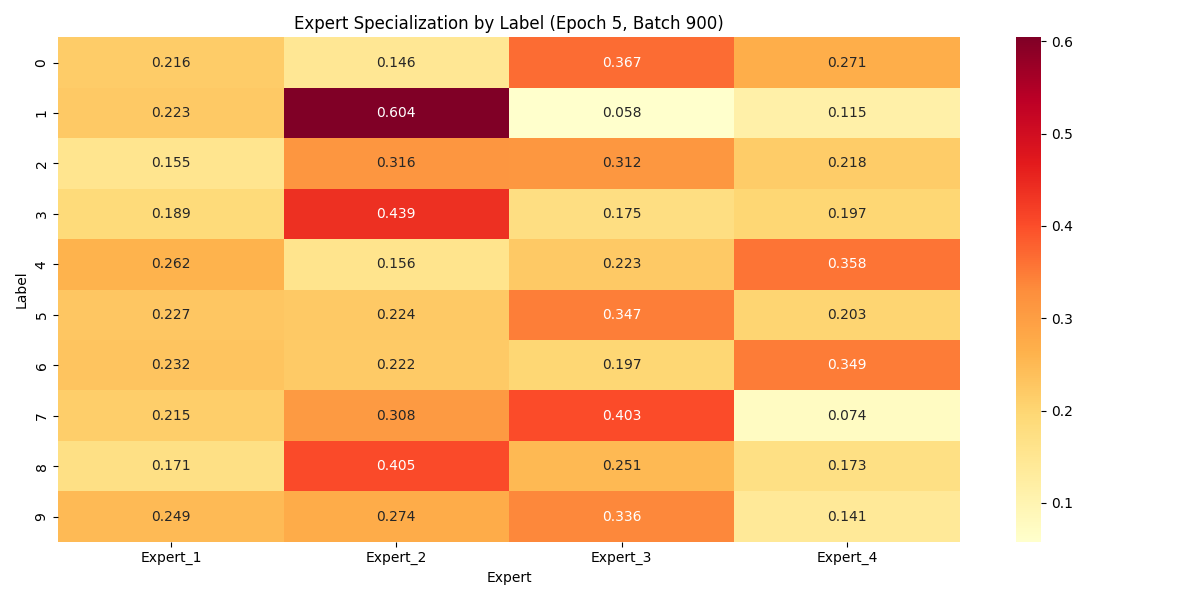 Expert Specialization by Label (Epoch 5, Batch 900)
0 0.216 0.146 0.367 0.271
1 0.223 0.604 0.058 0.115
2 0.155 0.316 0.312 0.218
3 0.189 0.439 0.175 0.197
4 0.262 0.156 0.223 0.358
5 0.227 0.224 0.347 0.203
6 0.232 0.222 0.197 0.349
7 0.215 0.308 0.403 0.074
8 0.171 0.405 0.251 0.173
9 0.249 0.274 0.336 0.141
Label
Expert_1 Expert_2 Expert_3 Expert_4
Expert
0.6
0.5
0.4
0.3
0.2
0.1